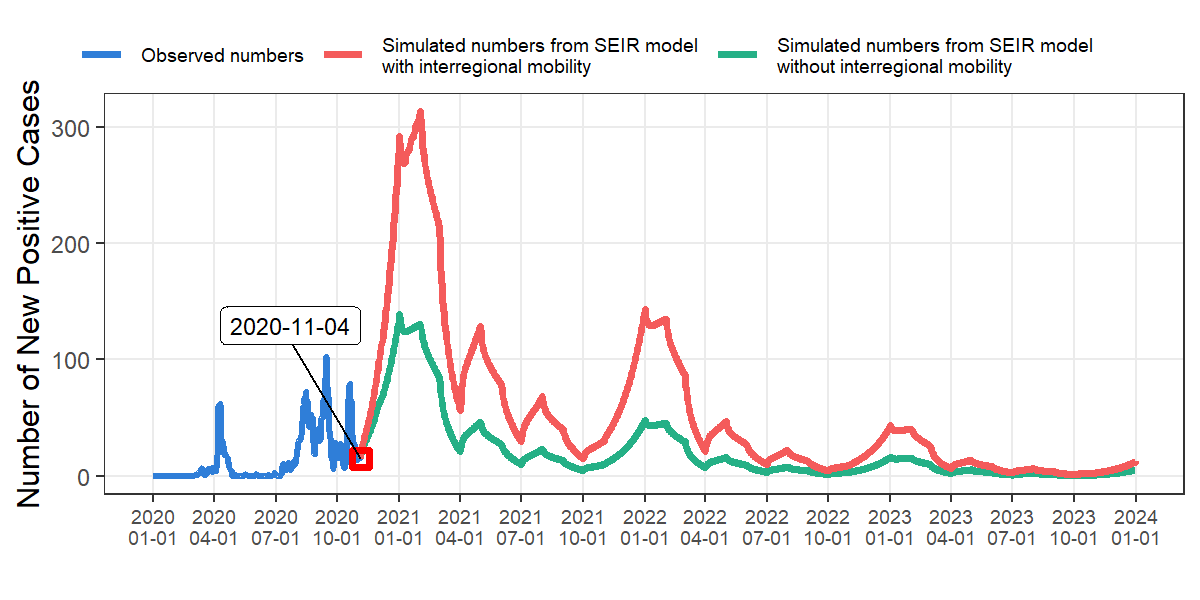 Observed numbers
Simulated numbers from SEIR model
with interregional mobility
Simulated numbers from SEIR model
without interregional mobility
Number of New Positive Cases
300
200
100
0
2020-11-04
2020 2020 2020 2020 2021 2021 2021 2021 2022 2022 2022 2022 2023 2023 2023 2023 2024
01-01 04-01 07-01 10-01 01-01 04-01 07-01 10-01 01-01 04-01 07-01 10-01 01-01 04-01 07-01 10-01 01-01